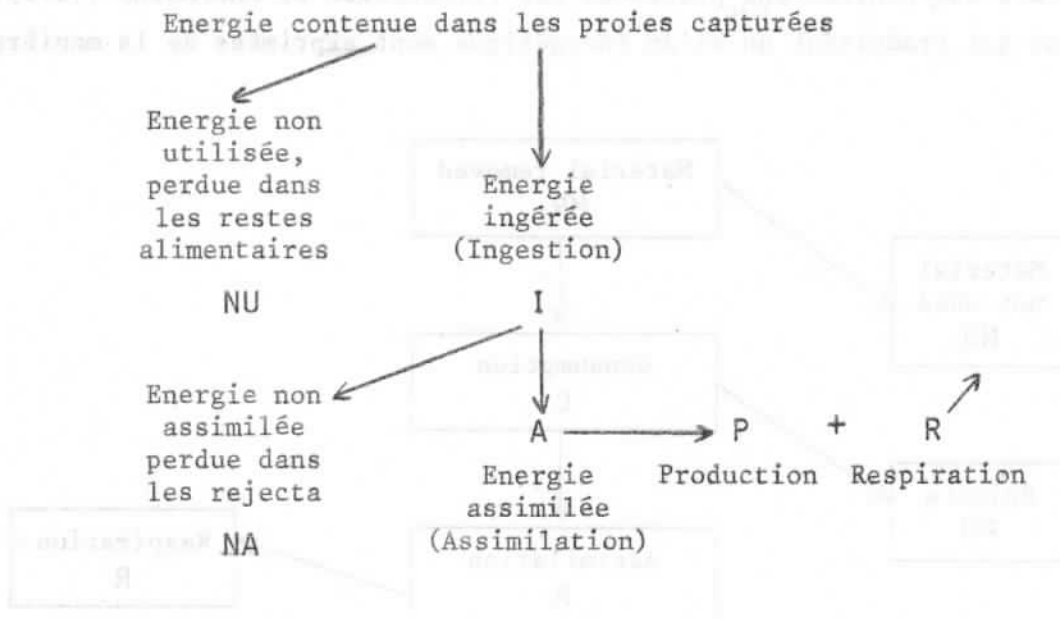 Energie contenue dans les proies capturées
Energie non
utilisée,
perdue dans
les restes
alimentaires
NU
Energie
ingérée
(Ingestion)
I
Energie non
assimilée
perdue dans
les rejecta
NA
A
Energie
assimilée
(Assimilation)
P
Production
+
R
Respiration